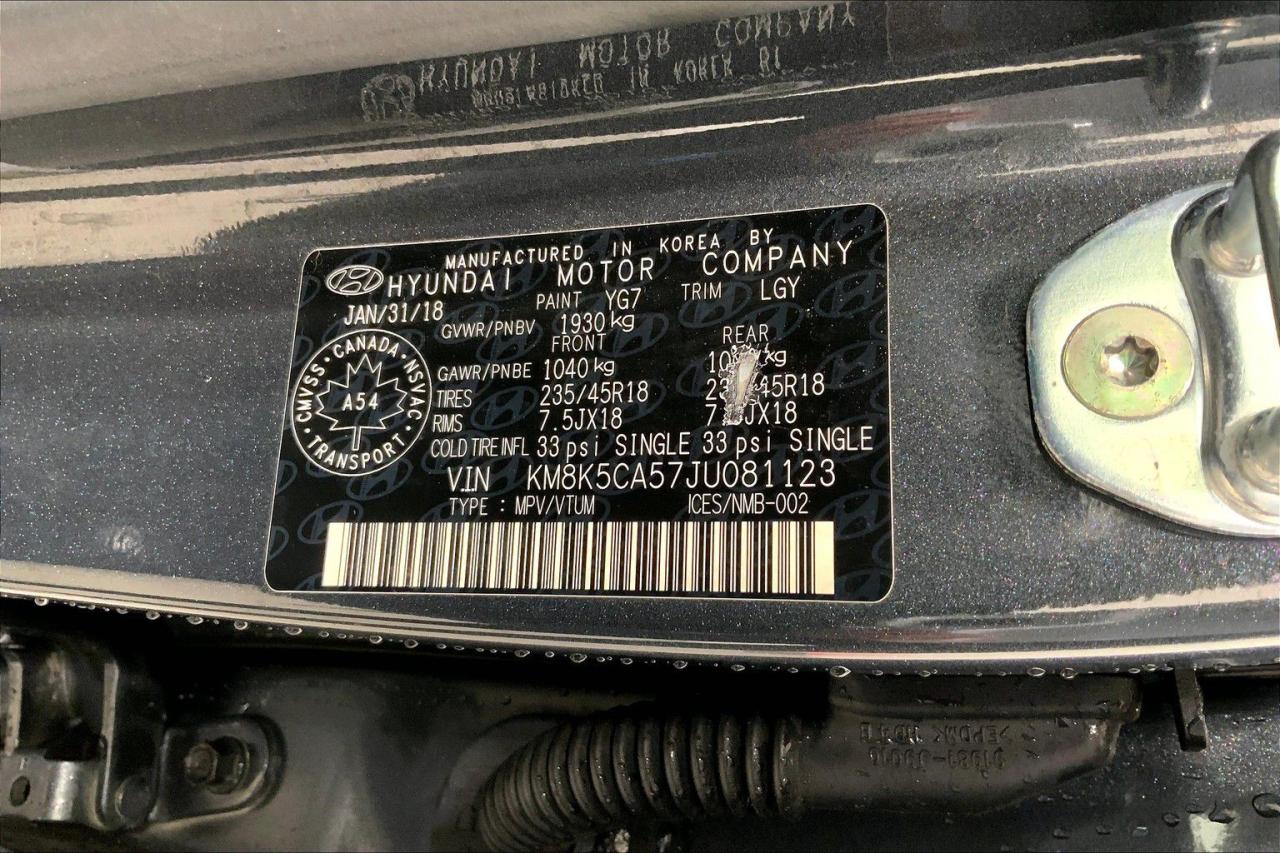 MANUFACTURED IN KOREA BY
HYUNDAI MOTOR COMPANY
JAN/31/18 PAINT YG7 TRIM LGY
GVWR/PNBV 1930 kg
FRONT REAR
GAWR/PNBE 1040 kg kg
TIRES 235/45R18
RIMS 7.5JX18
COLD TIRE INFL 33 psi SINGLE 33 psi SINGLE
V.I.N KM8K5CA57JU081123
TYPE : MPV/VTUM ICES/NMB-002
CANADA · NSVAC · TRANSPORT · CMVSS ·
A54